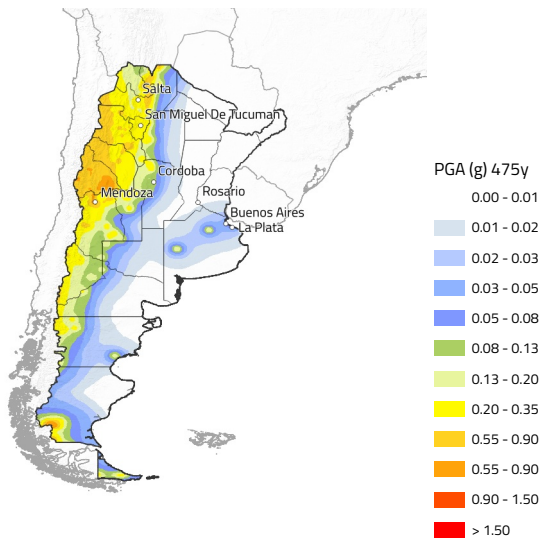 Salta
San Miguel De Tucuman
Cordoba
Mendoza
Rosario
Buenos Aires
La Plata
PGA (g) 475y
0.00 - 0.01
0.01 - 0.02
0.02 - 0.03
0.03 - 0.05
0.05 - 0.08
0.08 - 0.13
0.13 - 0.20
0.20 - 0.35
0.55 - 0.90
0.55 - 0.90
0.90 - 1.50
> 1.50